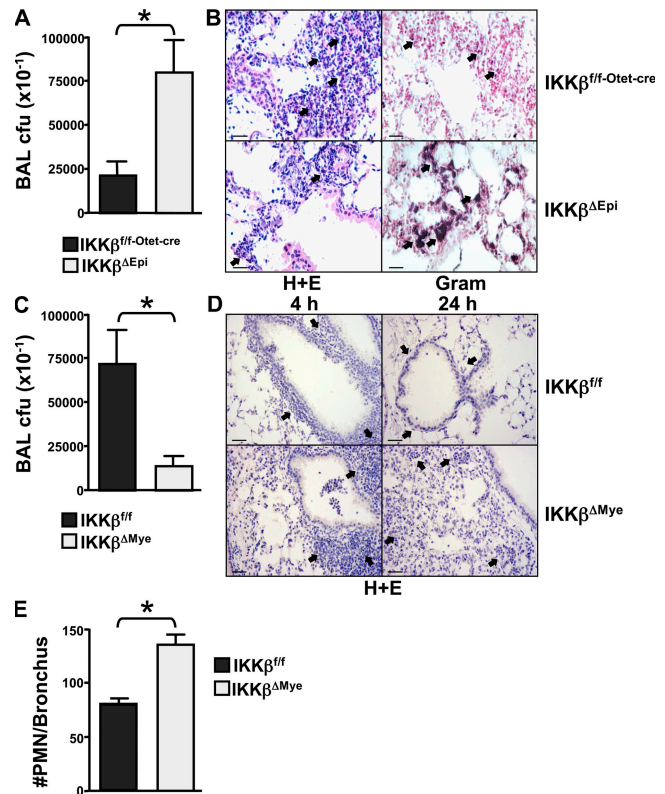 A
BAL cfu (x10-1)
100000
75000
50000
25000
0
*
IKKβf/f-Otet-cre
IKKβΔEpi
B
IKKβf/f-Otet-cre
IKKβΔEpi
H+E
Gram
C
BAL cfu (x10-1)
100000
75000
50000
25000
0
*
IKKβf/f
IKKβΔMye
D
4 h
24 h
IKKβf/f
IKKβΔMye
H+E
E
#PMN/Bronchus
150
100
50
0
*
IKKβf/f
IKKβΔMye